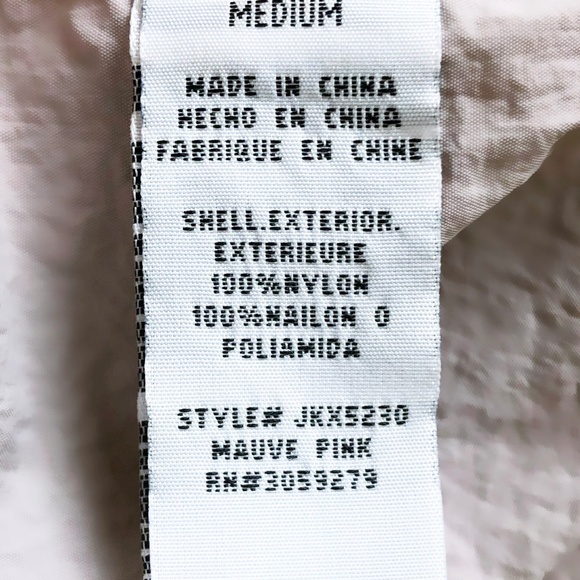 MEDIUM
MADE IN CHINA
HECHO EN CHINA
FABRIQUE EN CHINE
SHELL.EXTERIOR.
EXTERIEURE
100%NYLON
100%NAILON O
POLIAMIDA
STYLE# JKX5230
MAUVE PINK
RN#3059279